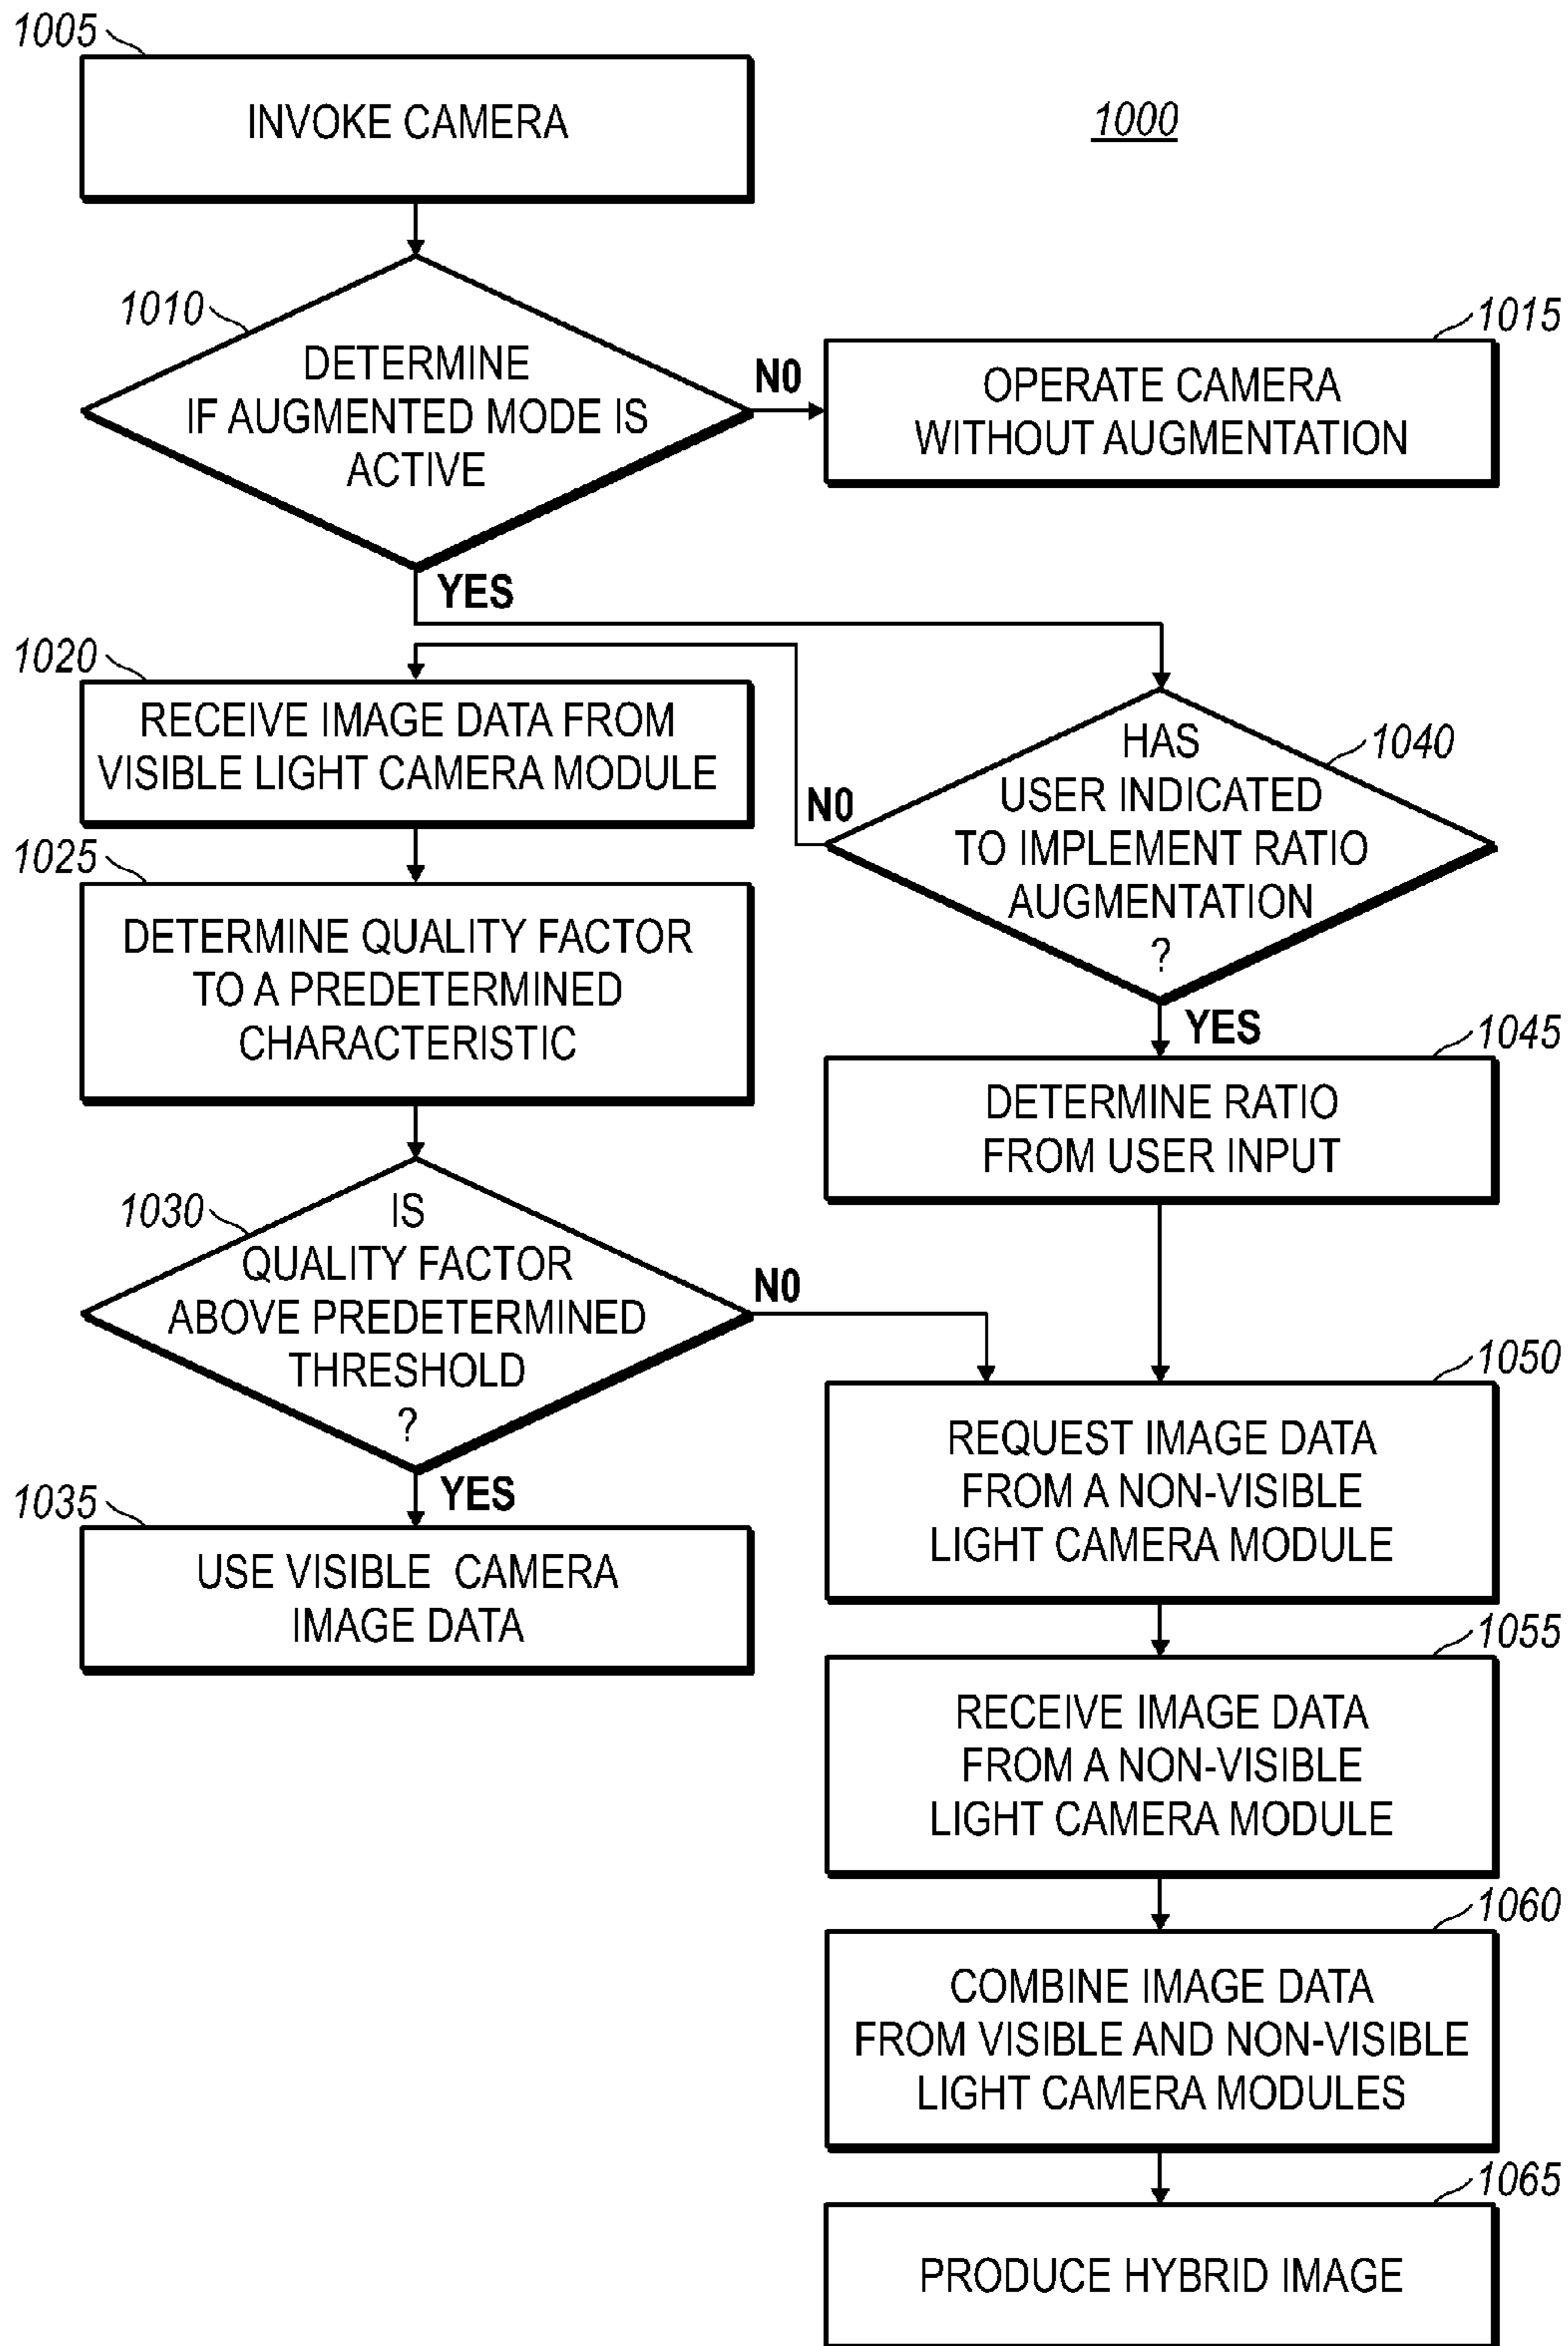 1005
INVOKE CAMERA
1000
1010
DETERMINE
IF AUGMENTED MODE IS
ACTIVE
N0
1015
OPERATE CAMERA
WITHOUT AUGMENTATION
YES
1020
RECEIVE IMAGE DATA FROM
VISIBLE LIGHT CAMERA MODULE
1040
HAS
USER INDICATED
TO IMPLEMENT RATIO
AUGMENTATION
?
N0
1025
DETERMINE QUALITY FACTOR
TO A PREDETERMINED
CHARACTERISTIC
YES
1045
DETERMINE RATIO
FROM USER INPUT
1030
IS
QUALITY FACTOR
ABOVE PREDETERMINED
THRESHOLD
?
N0
YES
1035
USE VISIBLE CAMERA
IMAGE DATA
1050
REQUEST IMAGE DATA
FROM A NON-VISIBLE
LIGHT CAMERA MODULE
1055
RECEIVE IMAGE DATA
FROM A NON-VISIBLE
LIGHT CAMERA MODULE
1060
COMBINE IMAGE DATA
FROM VISIBLE AND NON-VISIBLE
LIGHT CAMERA MODULES
1065
PRODUCE HYBRID IMAGE